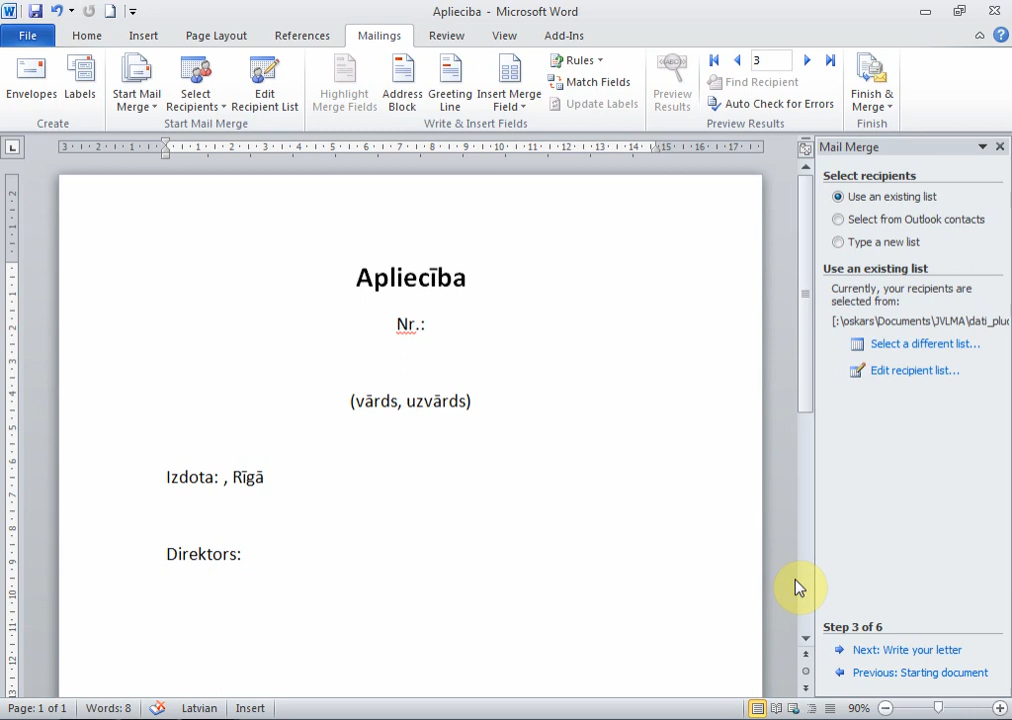 Aplieciba - Microsoft Word
File Home Insert Page Layout References Mailings Review View Add-Ins
Envelopes
Labels
Create
Start Mail Merge
Select Recipients
Edit Recipient List
Start Mail Merge
Highlight Merge Fields
Address Block
Greeting Line
Insert Merge Field
Rules
Match Fields
Update Labels
Write & Insert Fields
Preview Results
3
Find Recipient
Auto Check for Errors
Preview Results
Finish & Merge
Finish
Mail Merge
Select recipients
Use an existing list
Select from Outlook contacts
Type a new list
Use an existing list
Currently, your recipients are
selected from:
[:\oskars\Documents\JVLMA\dati_pluc
Select a different list...
Edit recipient list...
Step 3 of 6
Next: Write your letter
Previous: Starting document
Apliecība
Nr.:
(vārds, uzvārds)
Izdota: , Rīgā
Direktors:
Page: 1 of 1 Words: 8 Latvian Insert 90%